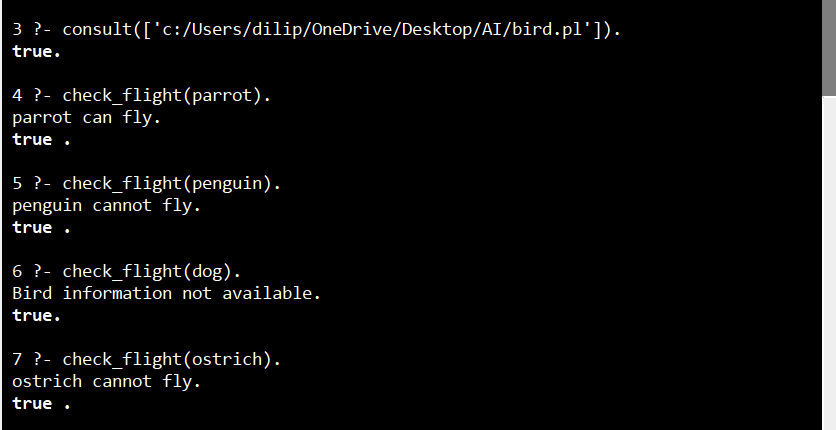 3 ?- consult(['c:/Users/dilip/OneDrive/Desktop/AI/bird.pl']).
true.
4 ?- check_flight(parrot).
parrot can fly.
true .
5 ?- check_flight(penguin).
penguin cannot fly.
true .
6 ?- check_flight(dog).
Bird information not available.
true.
7 ?- check_flight(ostrich).
ostrich cannot fly.
true .